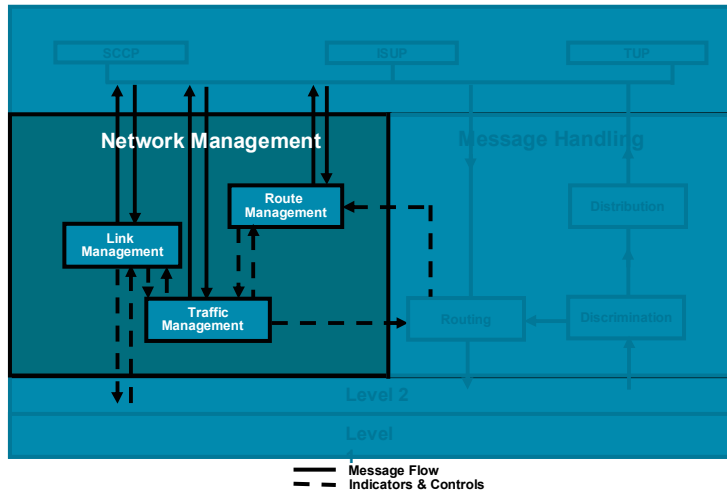 SCCP
ISUP
TUP
Network Management
Message Handling
Route
Management
Distribution
Link
Management
Traffic
Management
Routing
Discrimination
Level 2
Level
Message Flow
Indicators & Controls